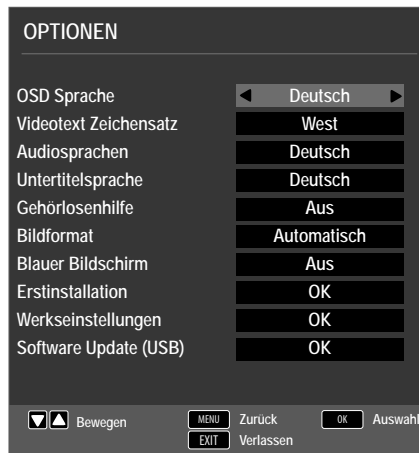 OPTIONEN
OSD Sprache Deutsch
Videotext Zeichensatz West
Audiosprachen Deutsch
Untertitelsprache Deutsch
Gehörlosenhilfe Aus
Bildformat Automatisch
Blauer Bildschirm Aus
Erstinstallation OK
Werkseinstellungen OK
Software Update (USB) OK
Bewegen MENU Zurück OK Auswahl
EXIT Verlassen